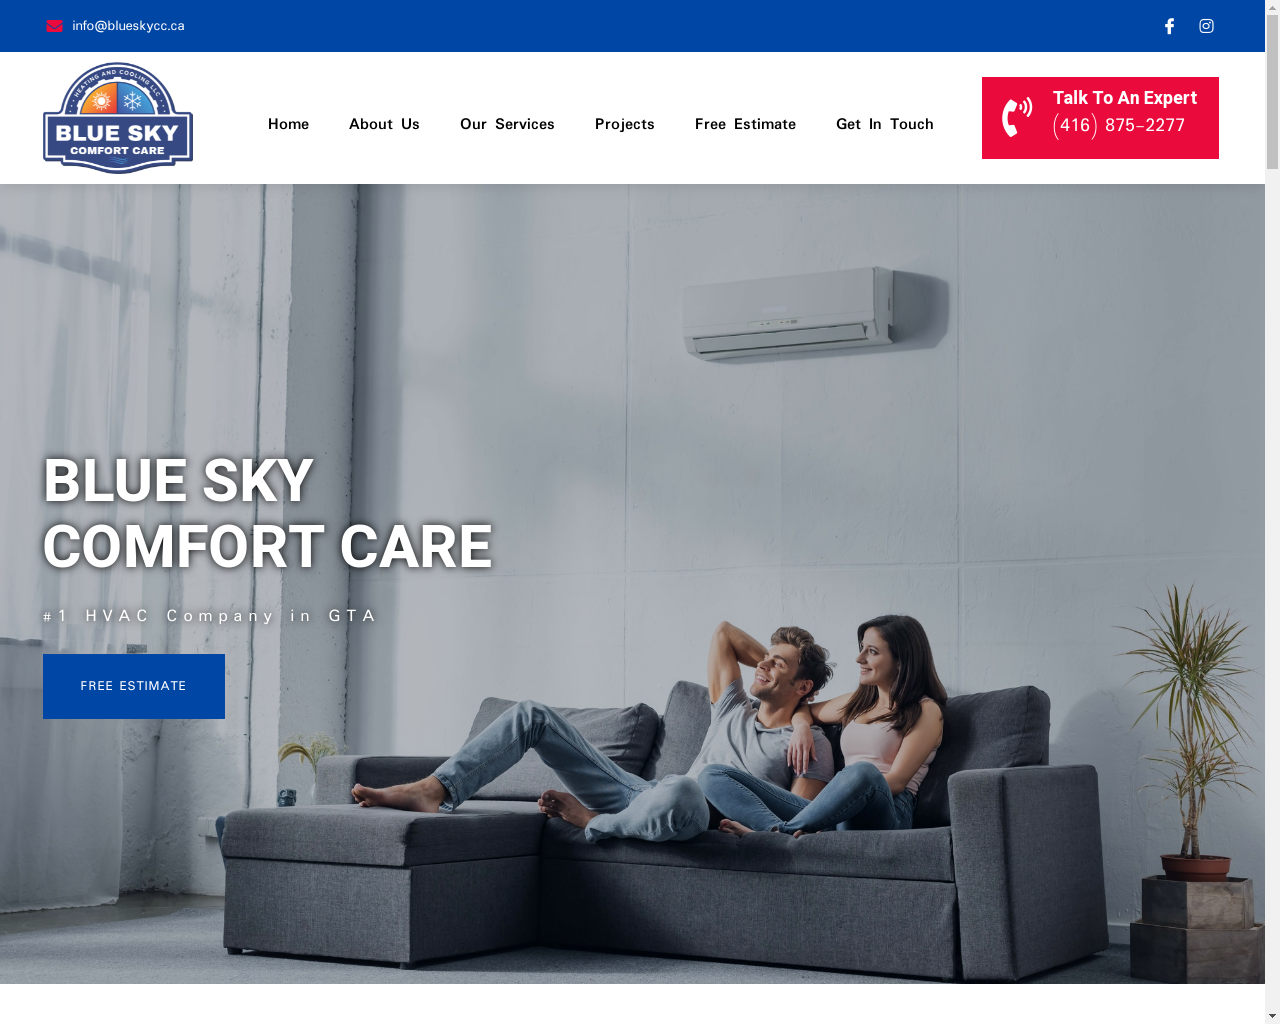 info@blueskycc.ca
HEATING AND COOLING LLC
BLUE SKY
COMFORT CARE
Home
About Us
Our Services
Projects
Free Estimate
Get In Touch
Talk To An Expert
(416) 875-2277
BLUE SKY
COMFORT CARE
#1 HVAC Company in GTA
FREE ESTIMATE